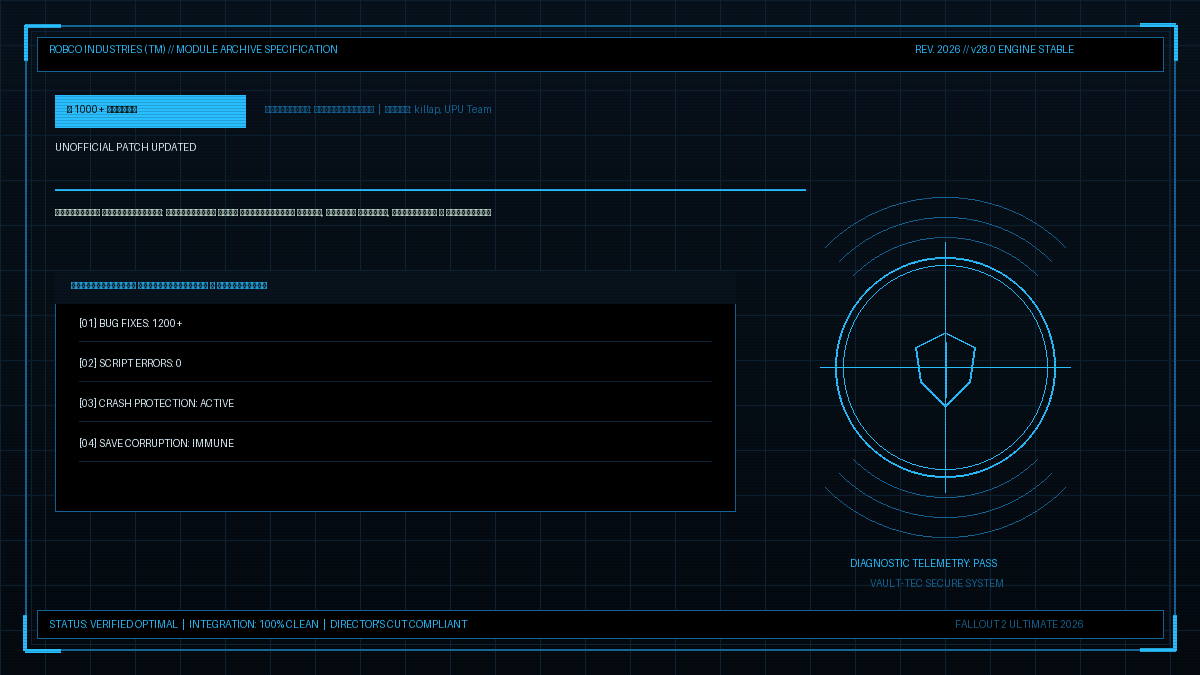 ROBCO INDUSTRIES (TM) // MODULE ARCHIVE SPECIFICATION
REV. 2026 // v28.0 ENGINE STABLE
1000+
| killap, UPU Team
UNOFFICIAL PATCH UPDATED
[01] BUG FIXES: 1200+
[02] SCRIPT ERRORS: 0
[03] CRASH PROTECTION: ACTIVE
[04] SAVE CORRUPTION: IMMUNE
DIAGNOSTIC TELEMETRY: PASS
VAULT-TEC SECURE SYSTEM
STATUS: VERIFIED OPTIMAL | INTEGRATION: 100% CLEAN | DIRECTOR'S CUT COMPLIANT
FALLOUT 2 ULTIMATE 2026